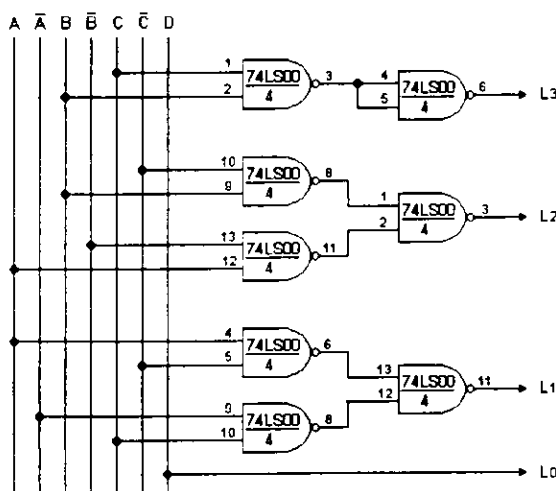 A Ā B B̄ C C̄ D
1 74LS00 3 4 74LS00 6 L3
2 4 5 4
10 74LS00 8
9 4 1 74LS00 3 L2
13 74LS00 11 2 4
12 4
4 74LS00 6
5 4 13 74LS00 11 L1
9 74LS00 8 12 4
10 4
L0